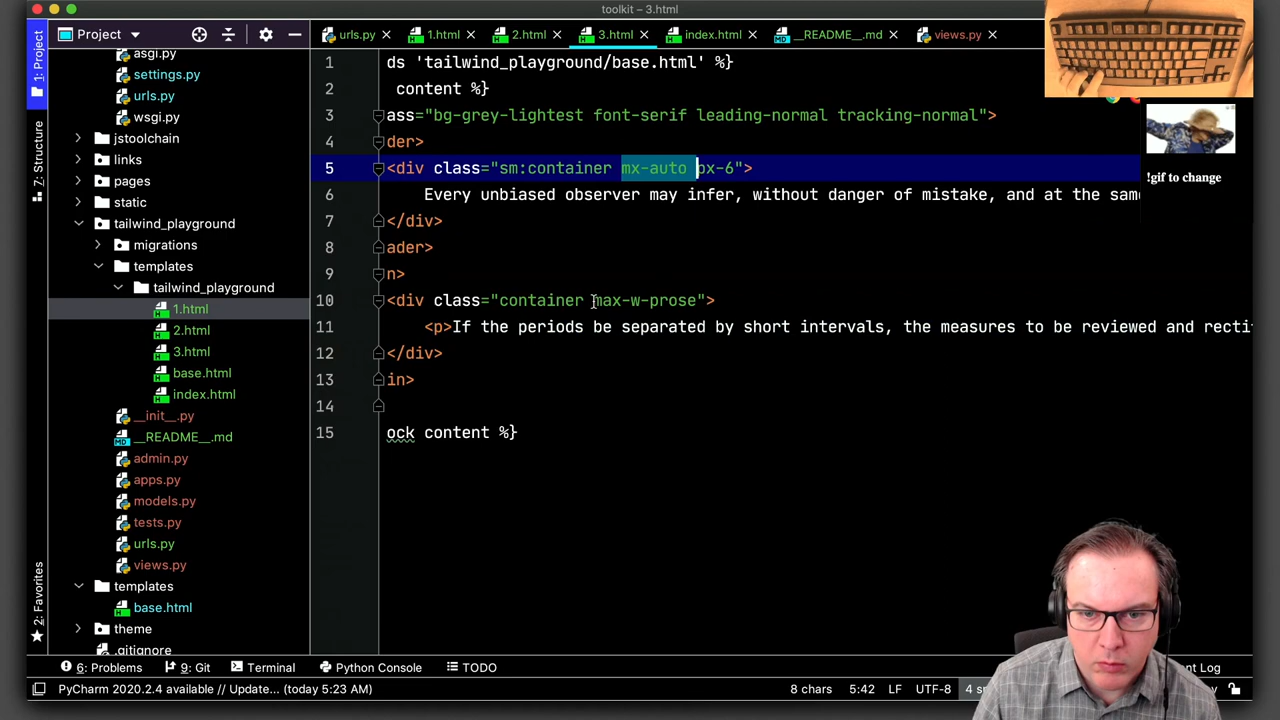 toolkit – 3.html
Project
urls.py
1.html
2.html
3.html
index.html
__README__.md
views.py
1: Project
7: Structure
2: Favorites
asgi.py
settings.py
urls.py
wsgi.py
jstoolchain
links
pages
static
tailwind_playground
migrations
templates
tailwind_playground
1.html
2.html
3.html
base.html
index.html
__init__.py
__README__.md
admin.py
apps.py
models.py
tests.py
urls.py
views.py
templates
base.html
theme
.gitignore
1 ds 'tailwind_playground/base.html' %}
2 content %}
3 ass="bg-grey-lightest font-serif leading-normal tracking-normal">
4 der>
5 <div class="sm:container mx-auto px-6">
6 Every unbiased observer may infer, without danger of mistake, and at the same
7 </div>
8 ader>
9 n>
10 <div class="container max-w-prose">
11 <p>If the periods be separated by short intervals, the measures to be reviewed and recti
12 </div>
13 in>
14
15 ock content %}
!gif to change
6: Problems
9: Git
Terminal
Python Console
TODO
nt Log
PyCharm 2020.2.4 available // Update... (today 5:23 AM)
8 chars
5:42
LF
UTF-8